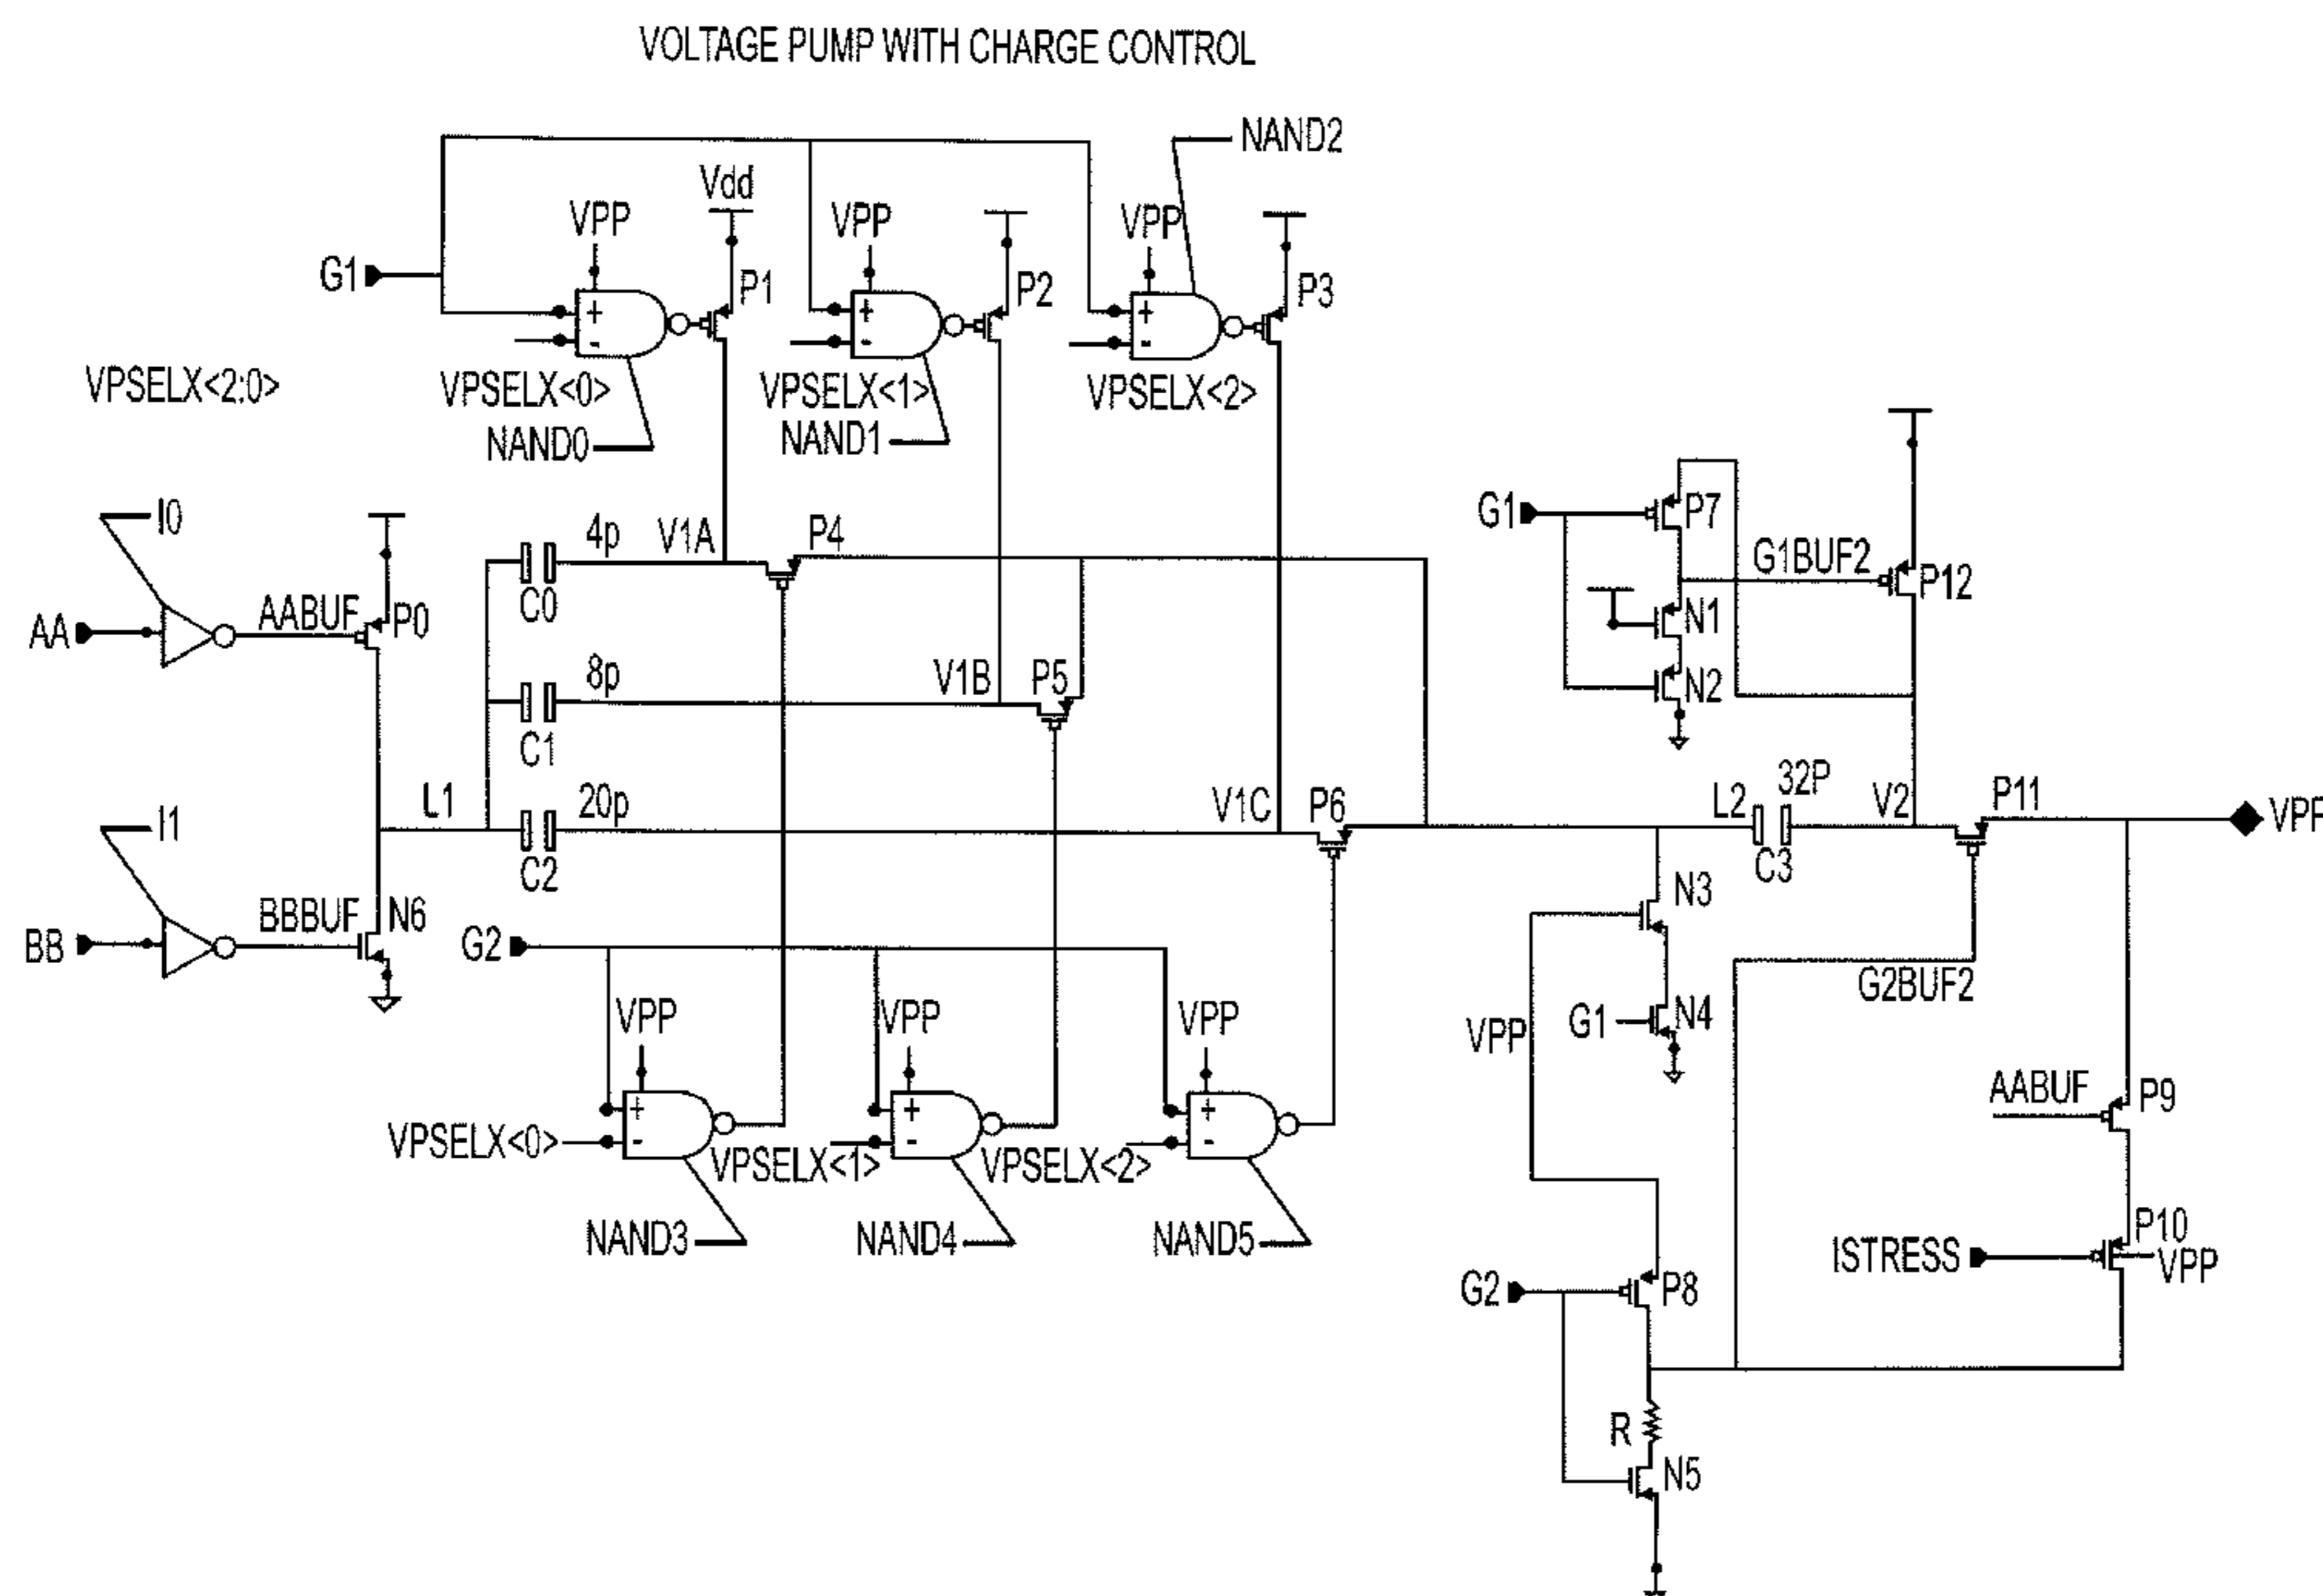 VOLTAGE PUMP WITH CHARGE CONTROL
NAND2
Vdd
VPP
VPP
VPP
G1
P1
P2
P3
+
-
+
-
+
-
VPSELX<2:0>
VPSELX<0>
VPSELX<1>
VPSELX<2>
NAND0
NAND1
I0
4p
V1A
P4
G1
P7
AA
AABUF
P0
C0
G1BUF2
P12
N1
8p
V1B
P5
N2
C1
I1
L1
20p
V1C
P6
L2
32P
V2
P11
VPP
C2
C3
BB
BBBUF
N6
G2
N3
G2BUF2
VPP
VPP
VPP
VPP
G1
N4
AABUF
P9
+
-
+
-
+
-
VPSELX<0>
VPSELX<1>
VPSELX<2>
NAND3
NAND4
NAND5
P10
ISTRESS
VPP
G2
P8
R
N5